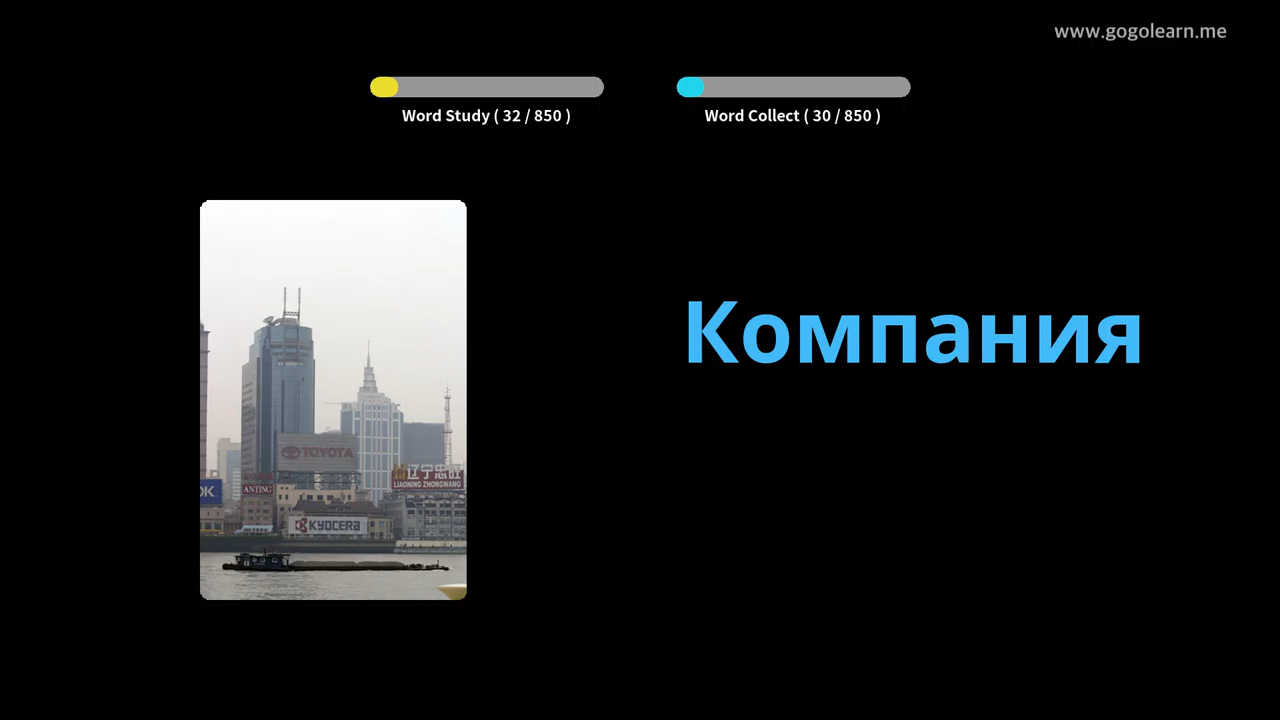 www.gogolearn.me
Word Study ( 32 / 850 )
Word Collect ( 30 / 850 )
Компания
TOYOTA
辽宁忠旺
LIAONING ZHONGWANG
OK
ANTING
KYOCERA